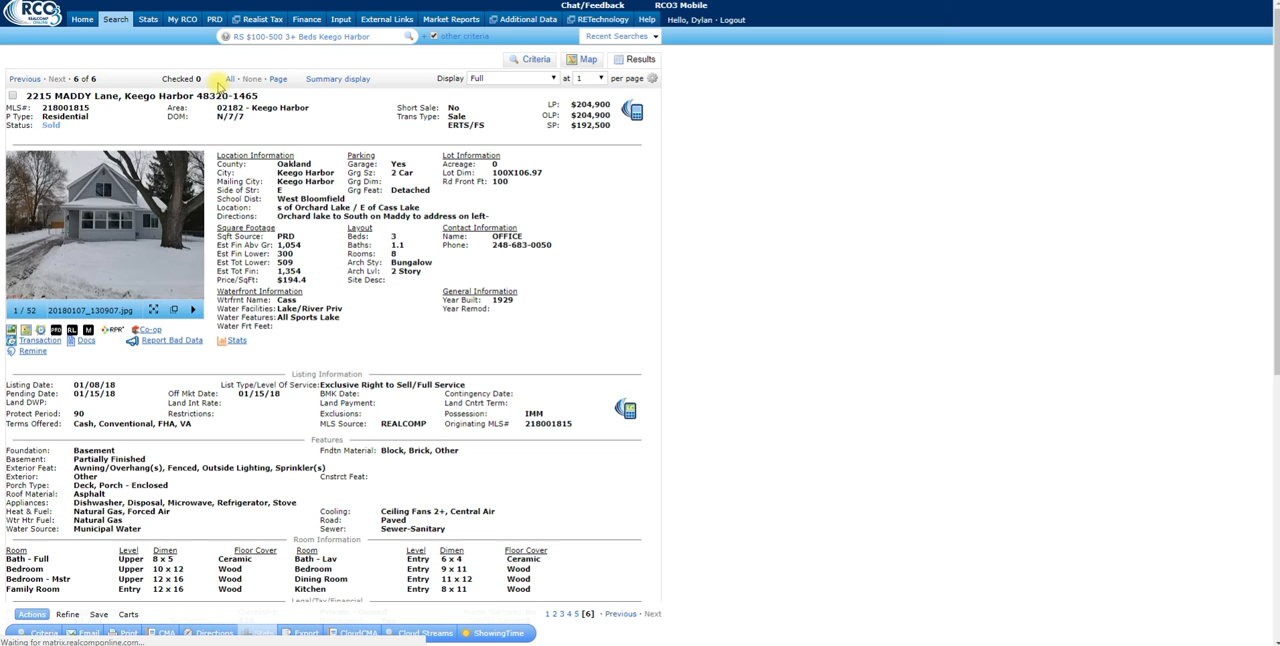 Chat/Feedback RCO3 Mobile
RCO3 REALCOMP ONLINE Home Search Stats My RCO PRD Realist Tax Finance Input External Links Market Reports Additional Data RETechnology Help Hello, Dylan - Logout
RS $100-500 3+ Beds Keego Harbor + other criteria Recent Searches
Criteria Map Results
Previous · Next · 6 of 6 Checked 0 All · None · Page Summary display Display Full at 1 per page
2215 MADDY Lane, Keego Harbor 48320-1465
MLS#: 218001815 Area: 02182 - Keego Harbor Short Sale: No LP: $204,900
P Type: Residential DOM: N/7/7 Trans Type: Sale OLP: $204,900
Status: Sold ERTS/FS SP: $192,500
Location Information Parking Lot Information
County: Oakland Garage: Yes Acreage: 0
City: Keego Harbor Grg Sz: 2 Car Lot Dim: 100X106.97
Mailing City: Keego Harbor Grg Dim: Rd Front Ft: 100
Side of Str: E Grg Feat: Detached
School Dist: West Bloomfield
Location: s of Orchard Lake / E of Cass Lake
Directions: Orchard lake to South on Maddy to address on left-
Square Footage Layout Contact Information
Sqft Source: PRD Beds: 3 Name: OFFICE
Est Fin Abv Gr: 1,054 Baths: 1.1 Phone: 248-683-0050
Est Fin Lower: 300 Rooms: 8
Est Tot Lower: 509 Arch Sty: Bungalow
Est Tot Fin: 1,354 Arch Lvl: 2 Story
Price/SqFt: $194.4 Site Desc:
Waterfront Information General Information
Wtrfrnt Name: Cass Year Built: 1929
Water Facilities: Lake/River Priv Year Remod:
Water Features: All Sports Lake
Water Frt Feet:
1 / 52 20180107_130907.jpg
PFD RL M RPR Co-op
Transaction Docs Report Bad Data Stats
Remine
Listing Information
Listing Date: 01/08/18 List Type/Level Of Service: Exclusive Right to Sell/Full Service
Pending Date: 01/15/18 Off Mkt Date: 01/15/18 BMK Date: Contingency Date:
Land DWP: Land Int Rate: Land Payment: Land Cntrt Term:
Protect Period: 90 Restrictions: Exclusions: Possession: IMM
Terms Offered: Cash, Conventional, FHA, VA MLS Source: REALCOMP Originating MLS# 218001815
Features
Foundation: Basement Fndtn Material: Block, Brick, Other
Basement: Partially Finished
Exterior Feat: Awning/Overhang(s), Fenced, Outside Lighting, Sprinkler(s)
Exterior: Other Cnstrct Feat:
Porch Type: Deck, Porch - Enclosed
Roof Material: Asphalt
Appliances: Dishwasher, Disposal, Microwave, Refrigerator, Stove
Heat & Fuel: Natural Gas, Forced Air Cooling: Ceiling Fans 2+, Central Air
Wtr Htr Fuel: Natural Gas Road: Paved
Water Source: Municipal Water Sewer: Sewer-Sanitary
Room Information
Room Level Dimen Floor Cover Room Level Dimen Floor Cover
Bath - Full Upper 8 x 5 Ceramic Bath - Lav Entry 6 x 4 Ceramic
Bedroom Upper 10 x 12 Wood Bedroom Entry 9 x 11 Wood
Bedroom - Mstr Upper 12 x 16 Wood Dining Room Entry 11 x 12 Wood
Family Room Entry 12 x 16 Wood Kitchen Entry 8 x 11 Wood
Legal/Tax/Financial
Actions Refine Save Carts 1 2 3 4 5 [6] · Previous · Next
Criteria Email Print CMA Directions Stats Export CloudCMA Cloud Streams ShowingTime
Waiting for matrix.realcomponline.com...